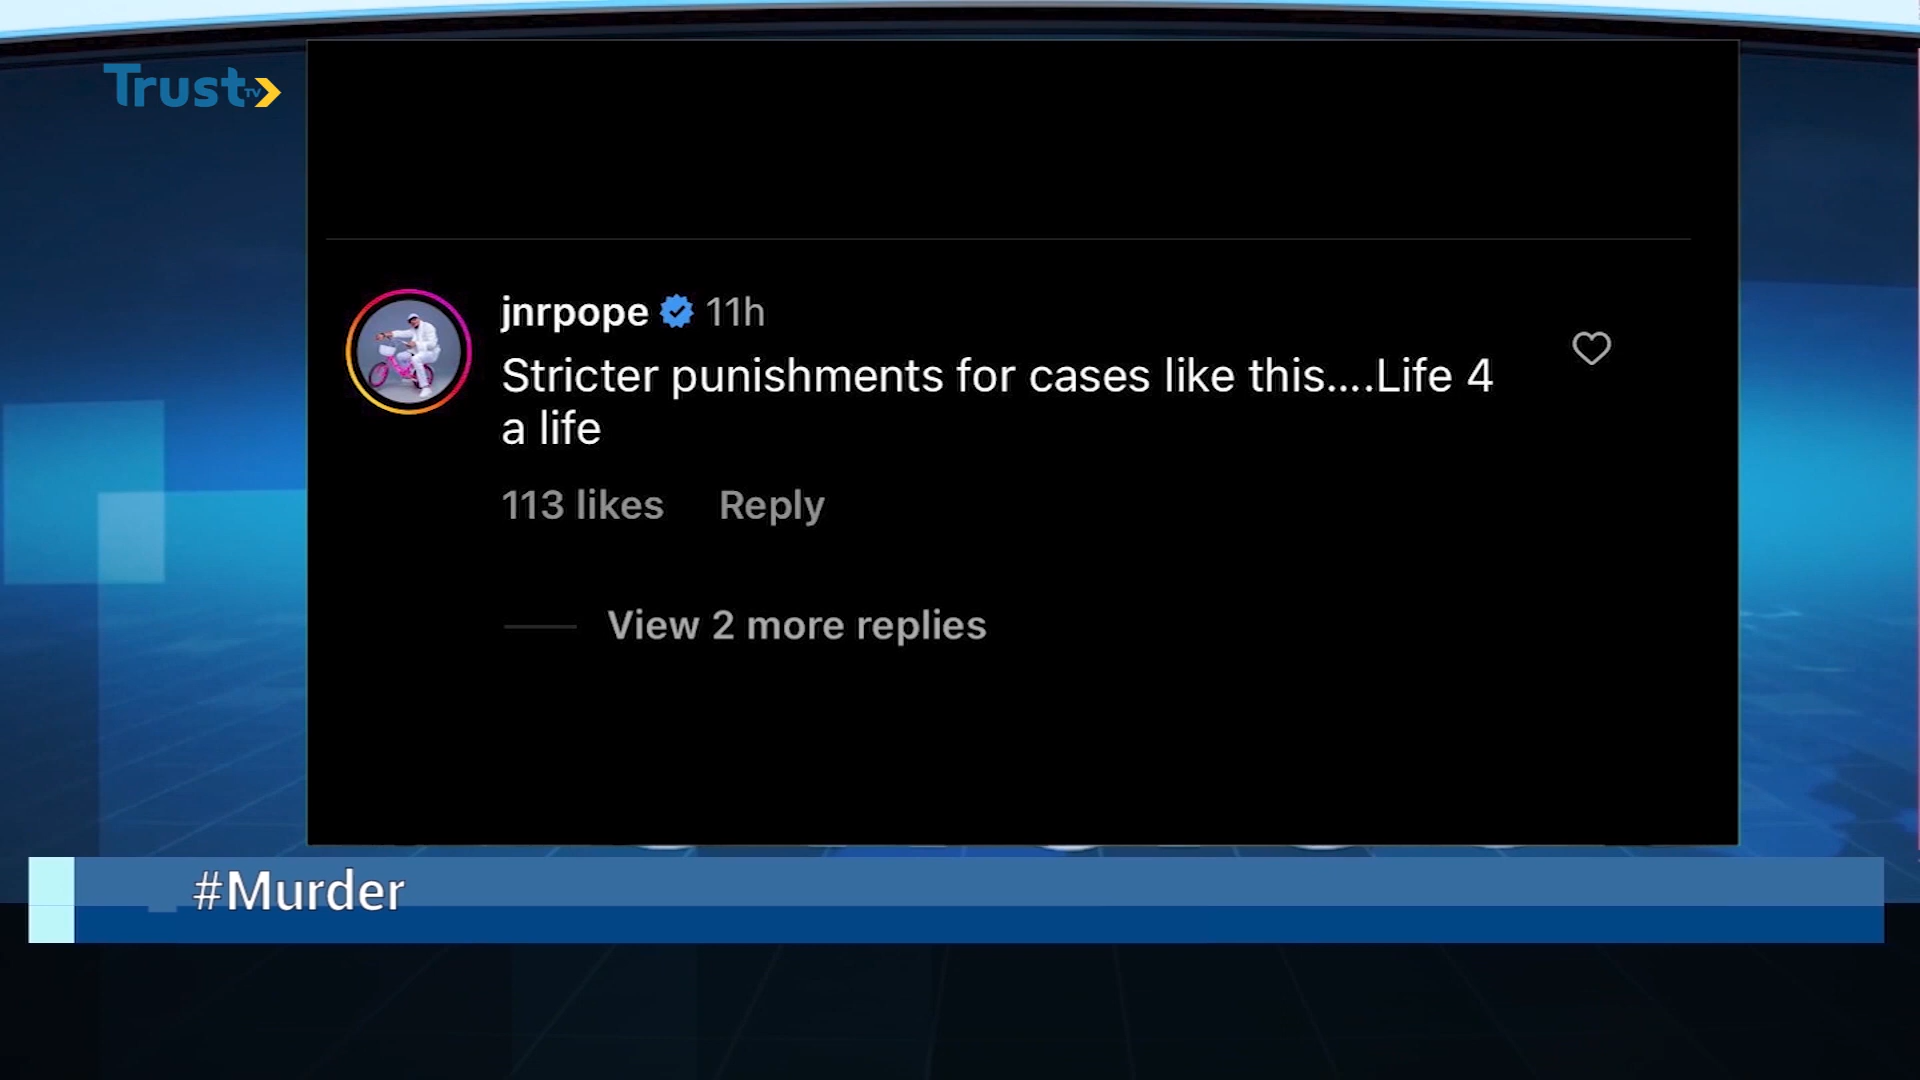 Trust TV
jnrpope 11h
Stricter punishments for cases like this....Life 4
a life
113 likes Reply
View 2 more replies
#Murder